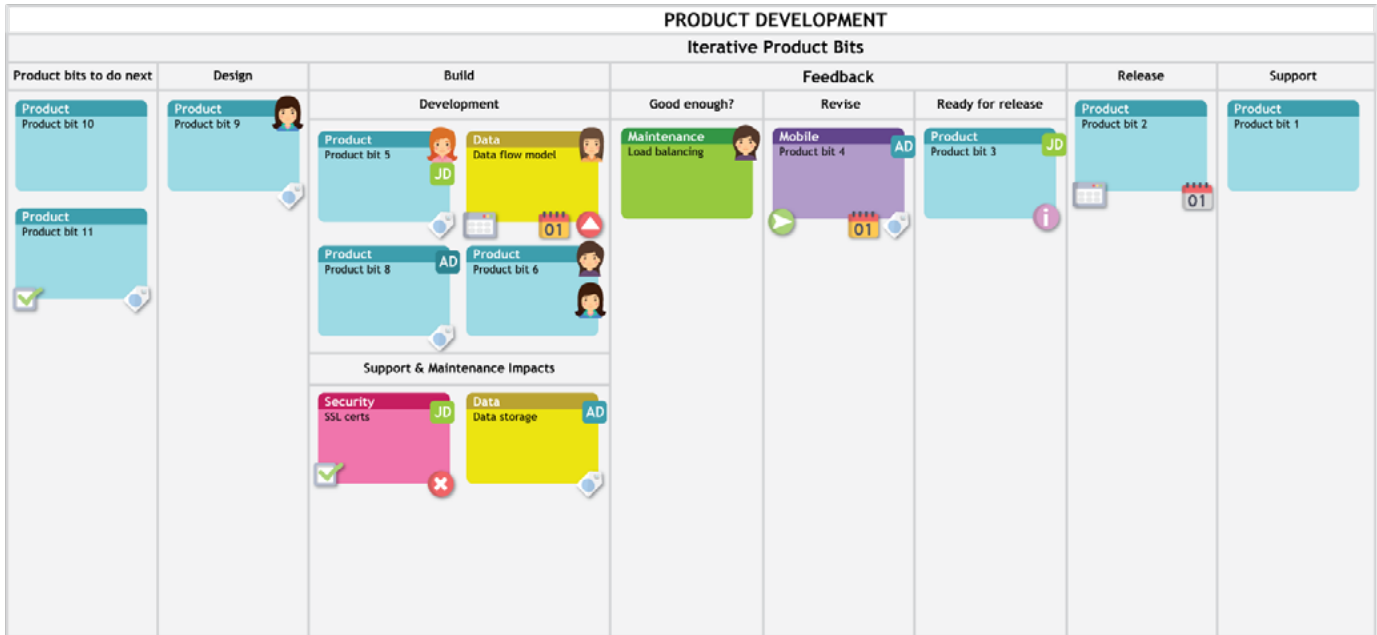 PRODUCT DEVELOPMENT
Iterative Product Bits
Product bits to do next
Design
Build
Feedback
Release
Support
Development
Good enough?
Revise
Ready for release
Product
Product bit 10
Product
Product bit 11
Product
Product bit 9
Product
Product bit 5
JD
Data
Data flow model
01
Product
Product bit 8
AD
Product
Product bit 6
Support & Maintenance Impacts
Security
SSL certs
JD
Data
Data storage
AD
Maintenance
Load balancing
Mobile
Product bit 4
AD
01
Product
Product bit 3
JD
i
Product
Product bit 2
01
Product
Product bit 1